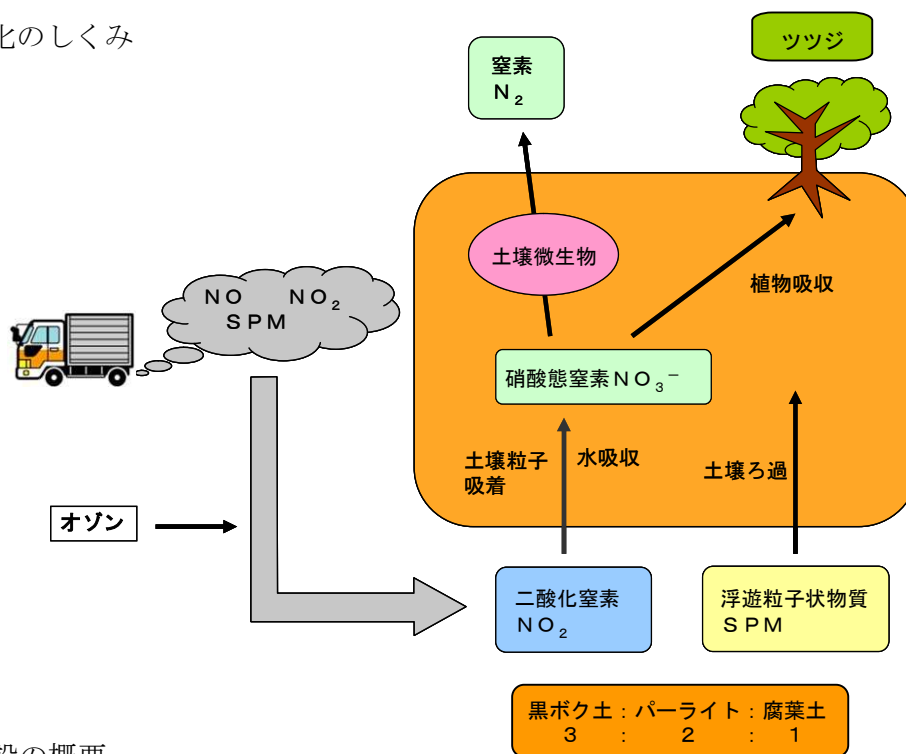 化のしくみ
ツツジ
窒素
N₂
土壌微生物
植物吸収
NO NO₂
SPM
硝酸態窒素NO₃⁻
土壌粒子
吸着
水吸収
土壌ろ過
オゾン
二酸化窒素
NO₂
浮遊粒子状物質
SPM
黒ボク土：パーライト：腐葉土
3 : 2 : 1
の概要